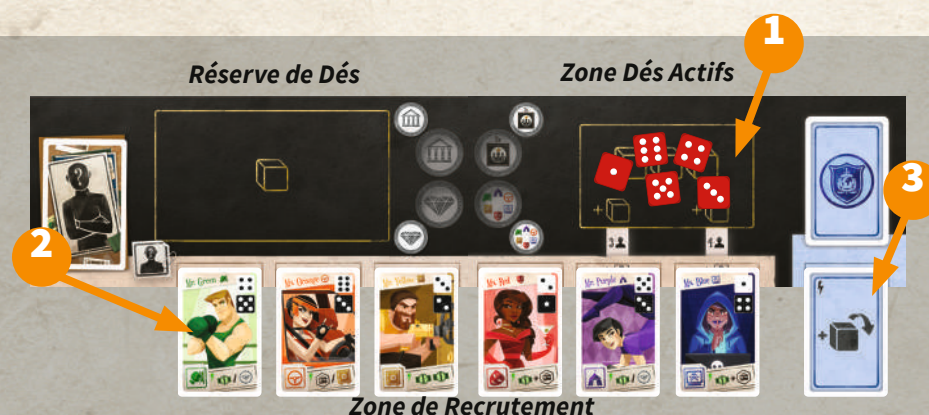 1
Réserve de Dés
Zone Dés Actifs
3
+
+
3
4
2
Mr. Green
Ms. Orange
Mr. Yellow
Ms. Red
Mr. Purple
Ms. Blue
+
/
/
+
/
+
Zone de Recrutement